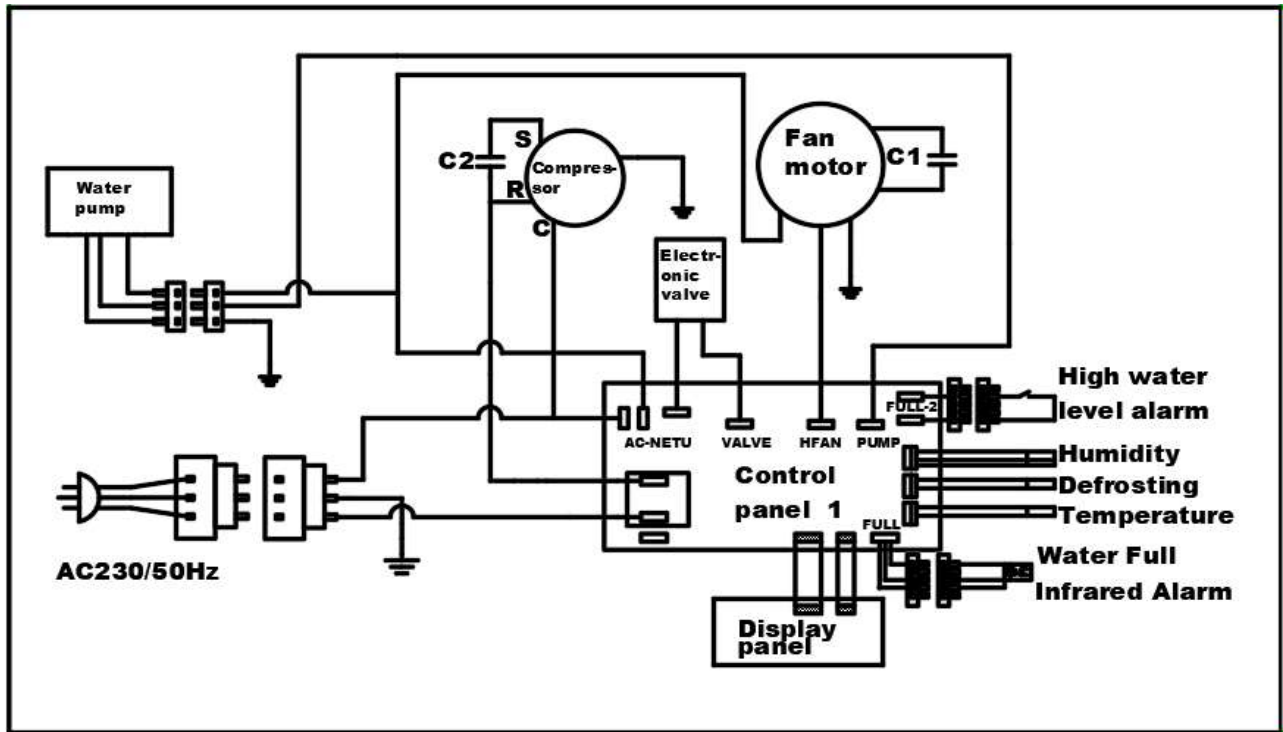 Fan
motor
C1
S
C2
Compres-
sor
R
C
Water
pump
Electr-
onic
valve
High water
level alarm
FULL-2
AC-NETU
VALVE
HFAN
PUMP
Humidity
Control
panel 1
Defrosting
Temperature
FULL
AC230/50Hz
Water Full
Infrared Alarm
Display
panel